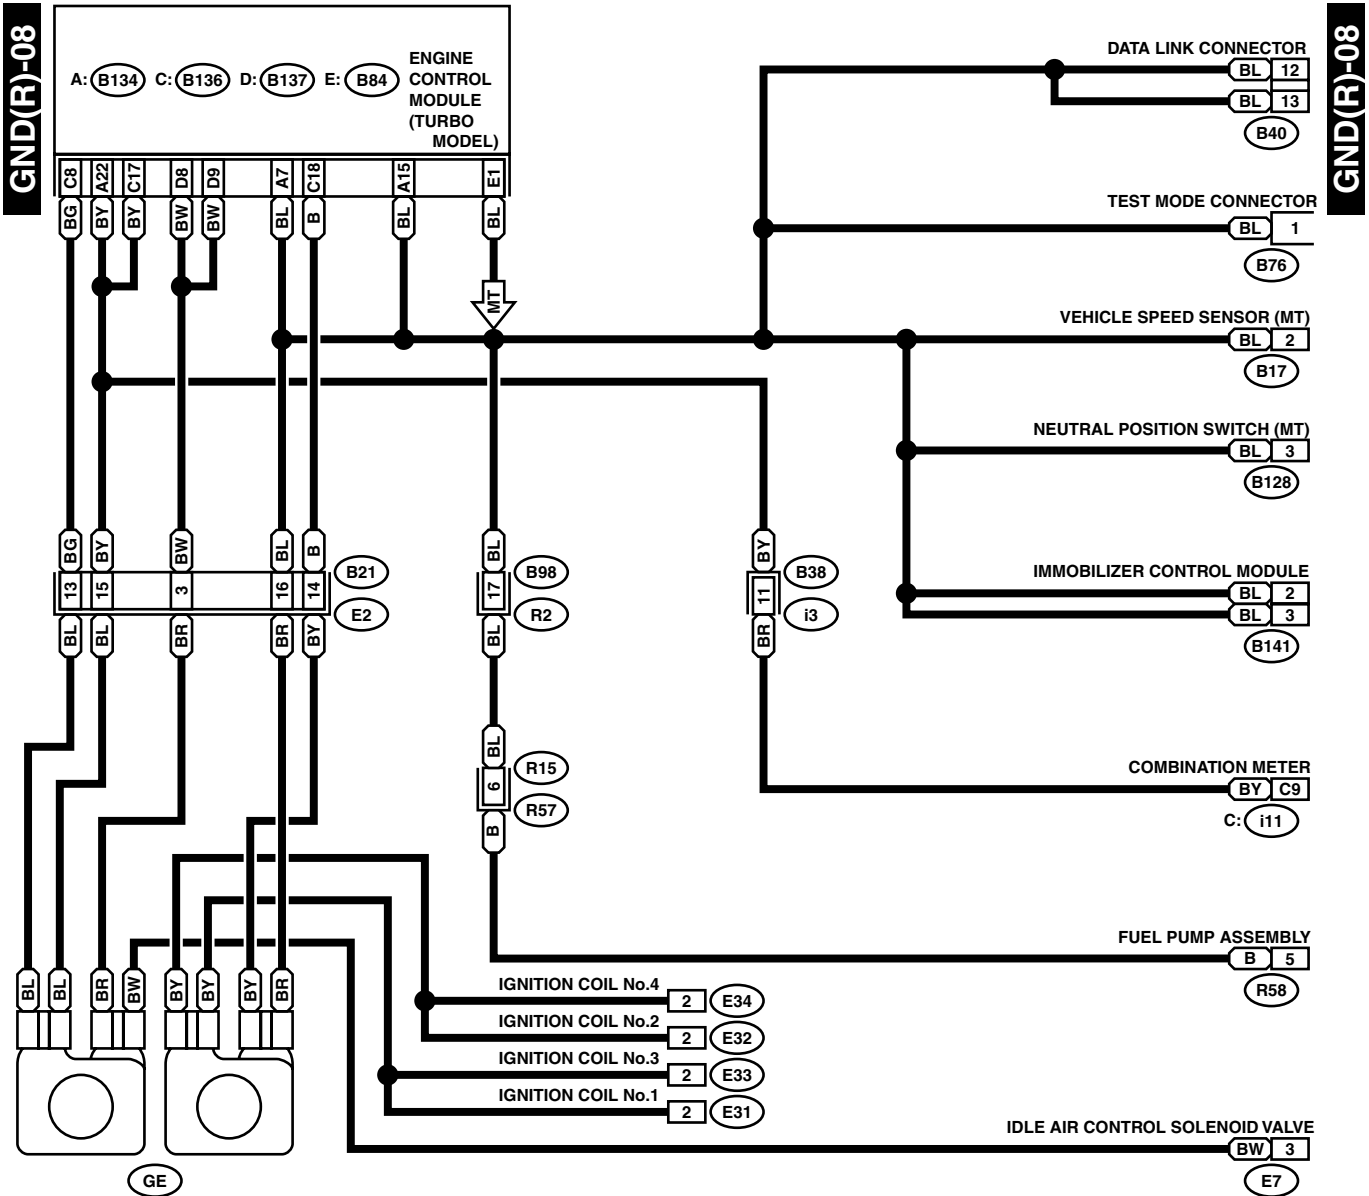 GND(R)-08
GND(R)-08
A: B134 C: B136 D: B137 E: B84
ENGINE
CONTROL
MODULE
(TURBO
MODEL)
C8 A22 C17 D8 D9 A7 C18 A15 E1
BG BY BY BW BW BL B BL BL
MT
DATA LINK CONNECTOR
BL 12
BL 13
B40
TEST MODE CONNECTOR
BL 1
B76
VEHICLE SPEED SENSOR (MT)
BL 2
B17
NEUTRAL POSITION SWITCH (MT)
BL 3
B128
BG BY BW BL B
13 15 3 16 14
B21
E2
BL BL BR BR BY
BL
17
B98
R2
BL
BY
11
B38
i3
BR
IMMOBILIZER CONTROL MODULE
BL 2
BL 3
B141
BL
6
R15
R57
B
COMBINATION METER
BY C9
C: i11
FUEL PUMP ASSEMBLY
B 5
R58
BL BL BR BW BY BY BY BR
IGNITION COIL No.4
2 E34
IGNITION COIL No.2
2 E32
IGNITION COIL No.3
2 E33
IGNITION COIL No.1
2 E31
IDLE AIR CONTROL SOLENOID VALVE
BW 3
E7
GE